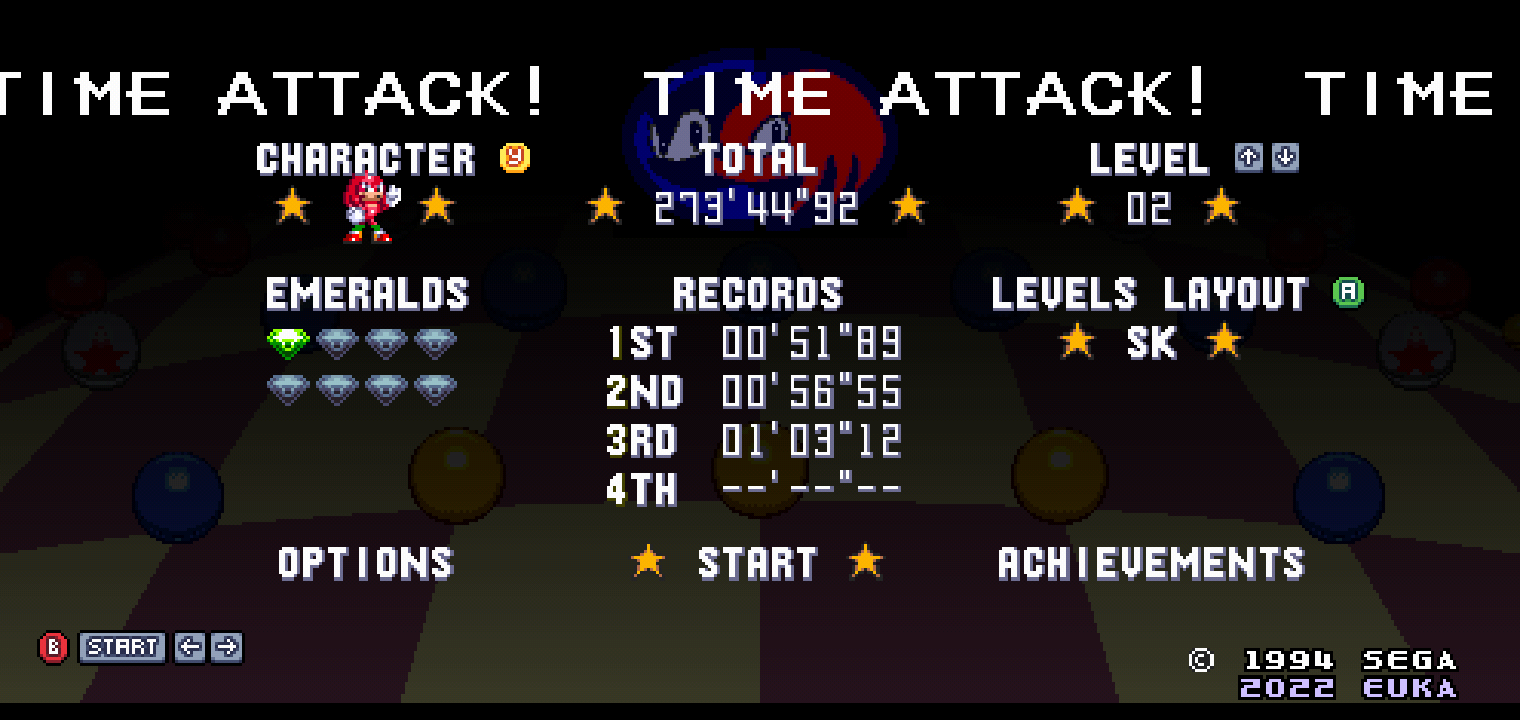 TIME ATTACK! TIME ATTACK! TIME
CHARACTER Y TOTAL LEVEL
273'44"92 02
EMERALDS RECORDS LEVELS LAYOUT A
1ST 00'51"89 SK
2ND 00'56"55
3RD 01'03"12
4TH --'--"--
OPTIONS START ACHIEVEMENTS
B START
© 1994 SEGA
2022 EUKA